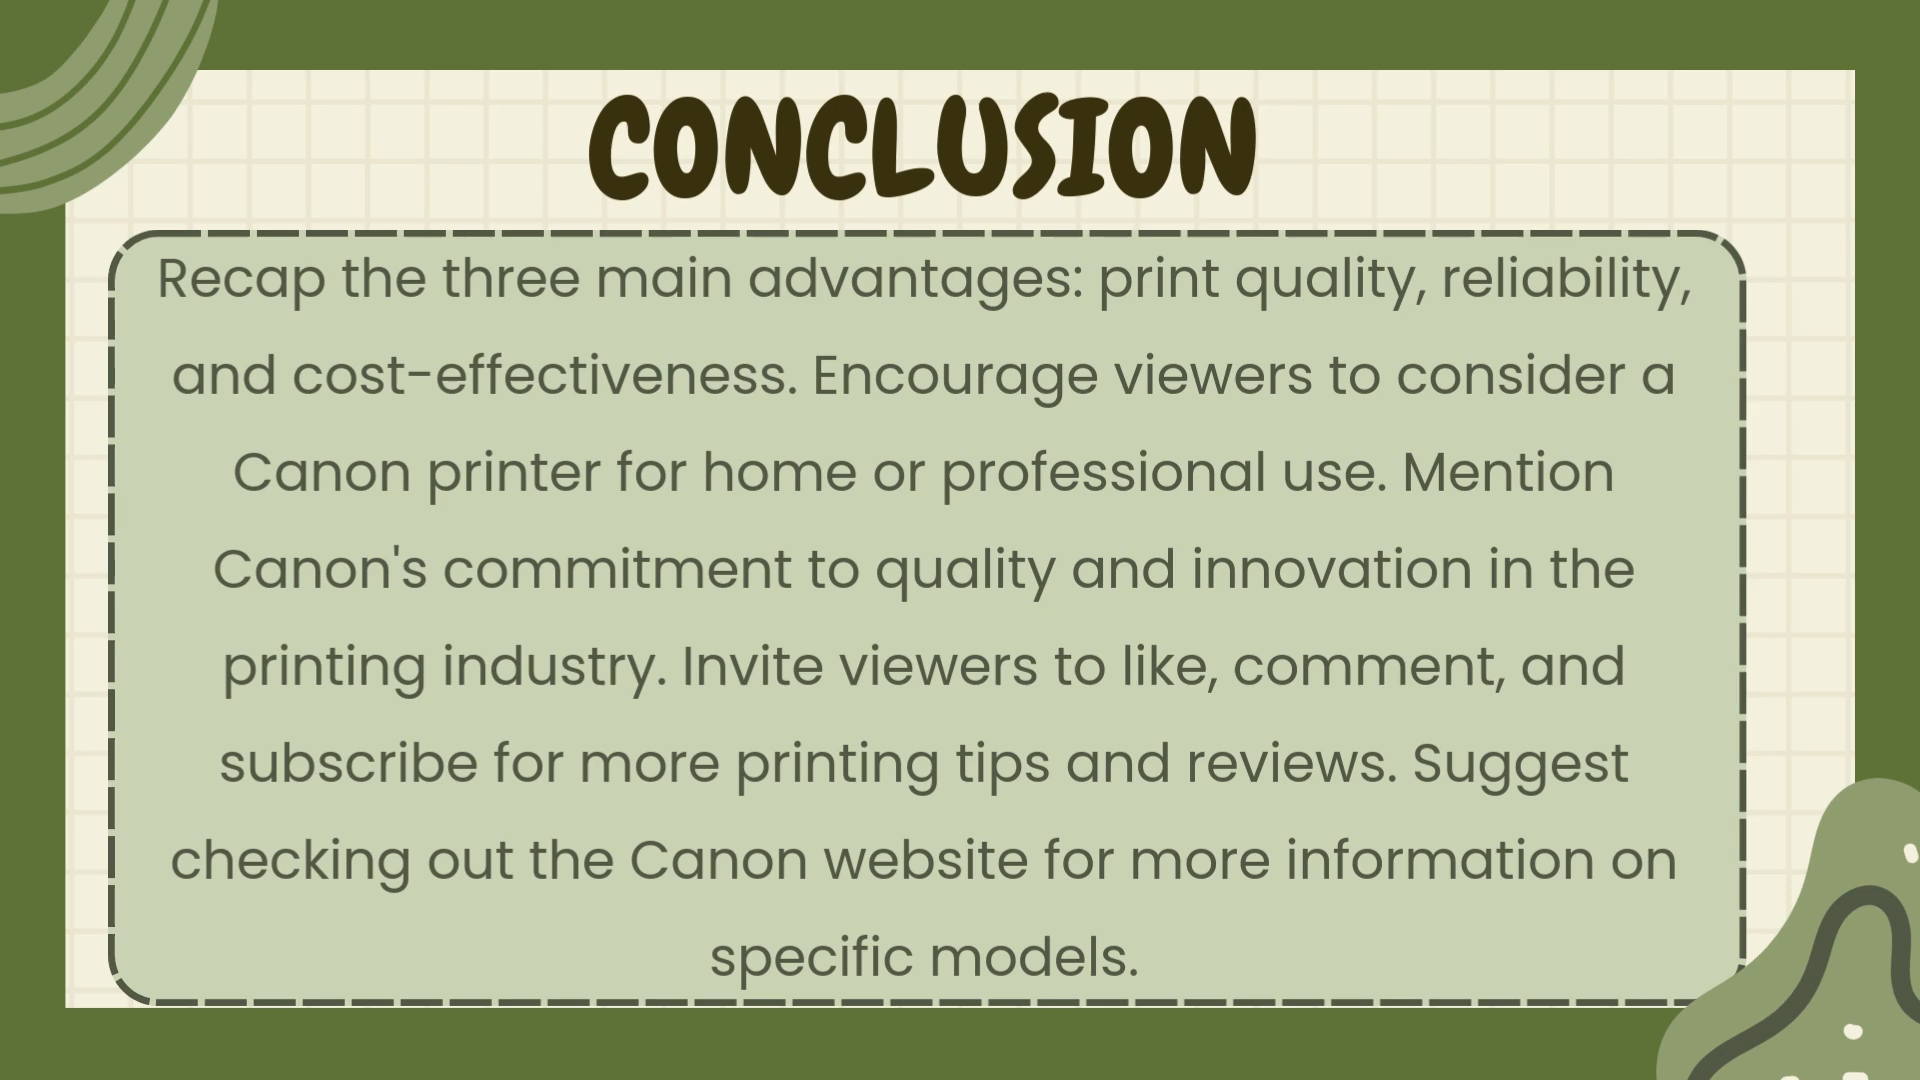 CONCLUSION
Recap the three main advantages: print quality, reliability,
and cost-effectiveness. Encourage viewers to consider a
Canon printer for home or professional use. Mention
Canon's commitment to quality and innovation in the
printing industry. Invite viewers to like, comment, and
subscribe for more printing tips and reviews. Suggest
checking out the Canon website for more information on
specific models.